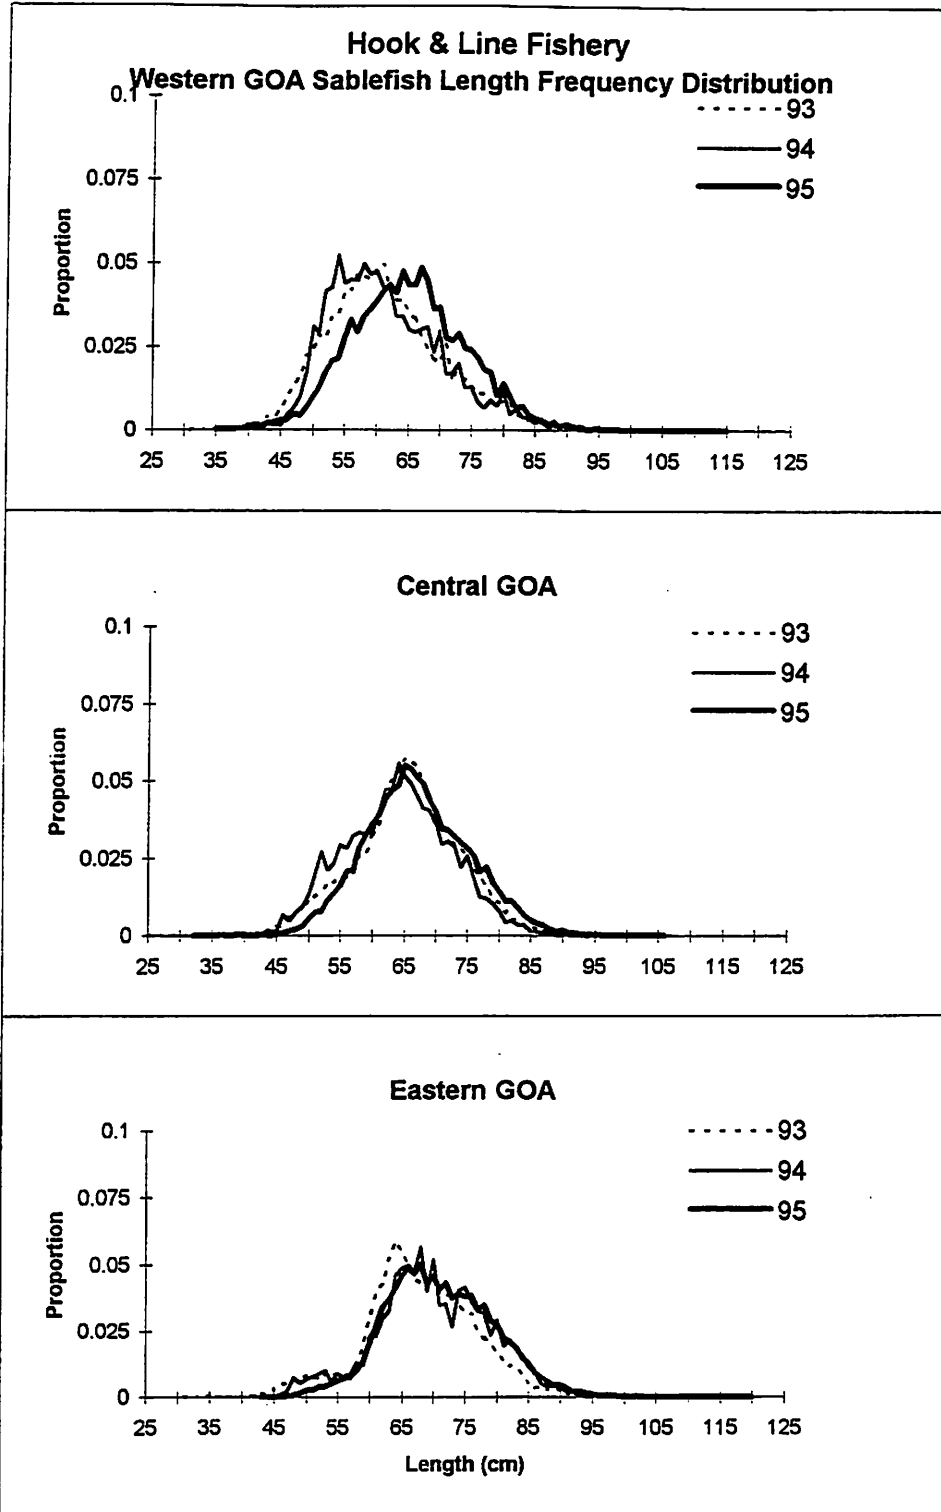 Hook & Line Fishery
Western GOA Sablefish Length Frequency Distribution
0.1
0.075
0.05
0.025
0
Proportion
93
94
95
25 35 45 55 65 75 85 95 105 115 125
Central GOA
0.1
0.075
0.05
0.025
0
Proportion
93
94
95
25 35 45 55 65 75 85 95 105 115 125
Eastern GOA
0.1
0.075
0.05
0.025
0
Proportion
93
94
95
25 35 45 55 65 75 85 95 105 115 125
Length (cm)